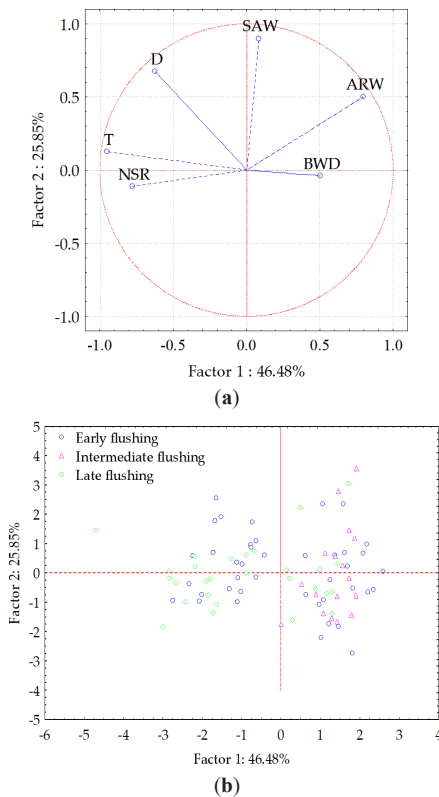 1.0
0.5
0.0
-0.5
-1.0
Factor 2 : 25.85%
SAW
D
ARW
T
BWD
NSR
-1.0 -0.5 0.0 0.5 1.0
Factor 1 : 46.48%
(a)
5
4
3
2
1
0
-1
-2
-3
-4
-5
Factor 2: 25.85%
Early flushing
Intermediate flushing
Late flushing
-6 -5 -4 -3 -2 -1 0 1 2 3 4
Factor 1: 46.48%
(b)